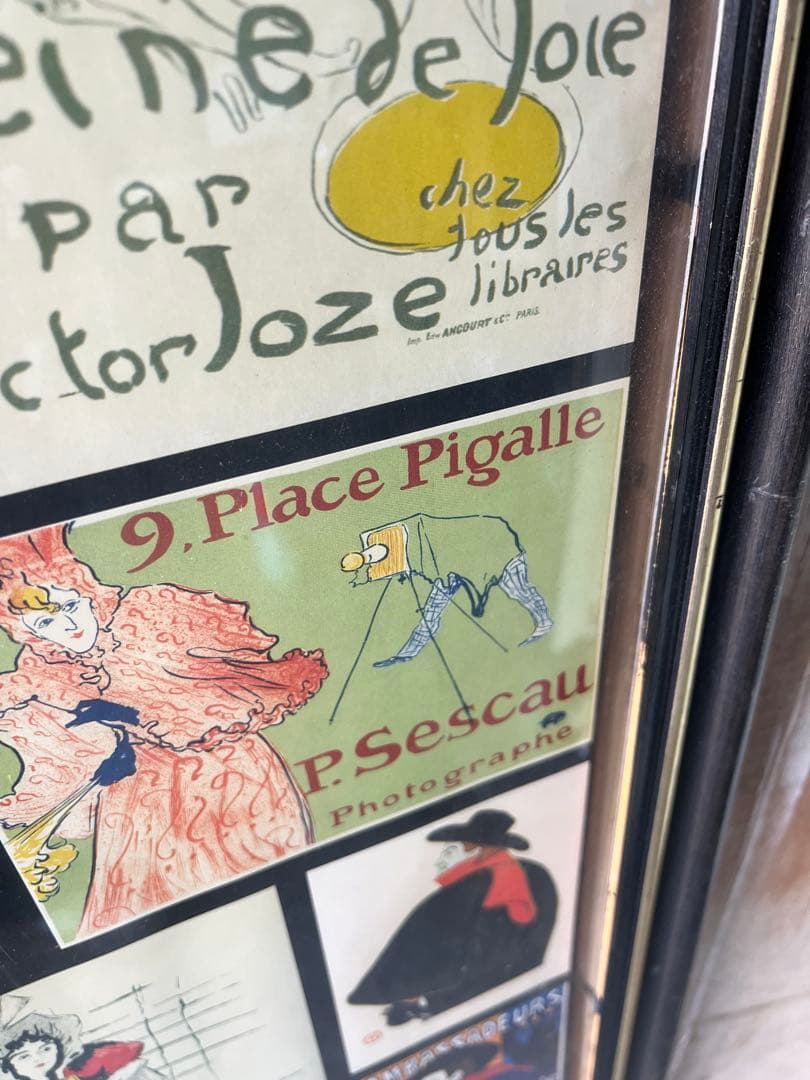 eine de Joie
par
chez
tous les
ctor Joze libraires
Imp. Edw ANCOURT & Cie PARIS.
9, Place Pigalle
P. Sescau
Photographe
AMBASSADEURS